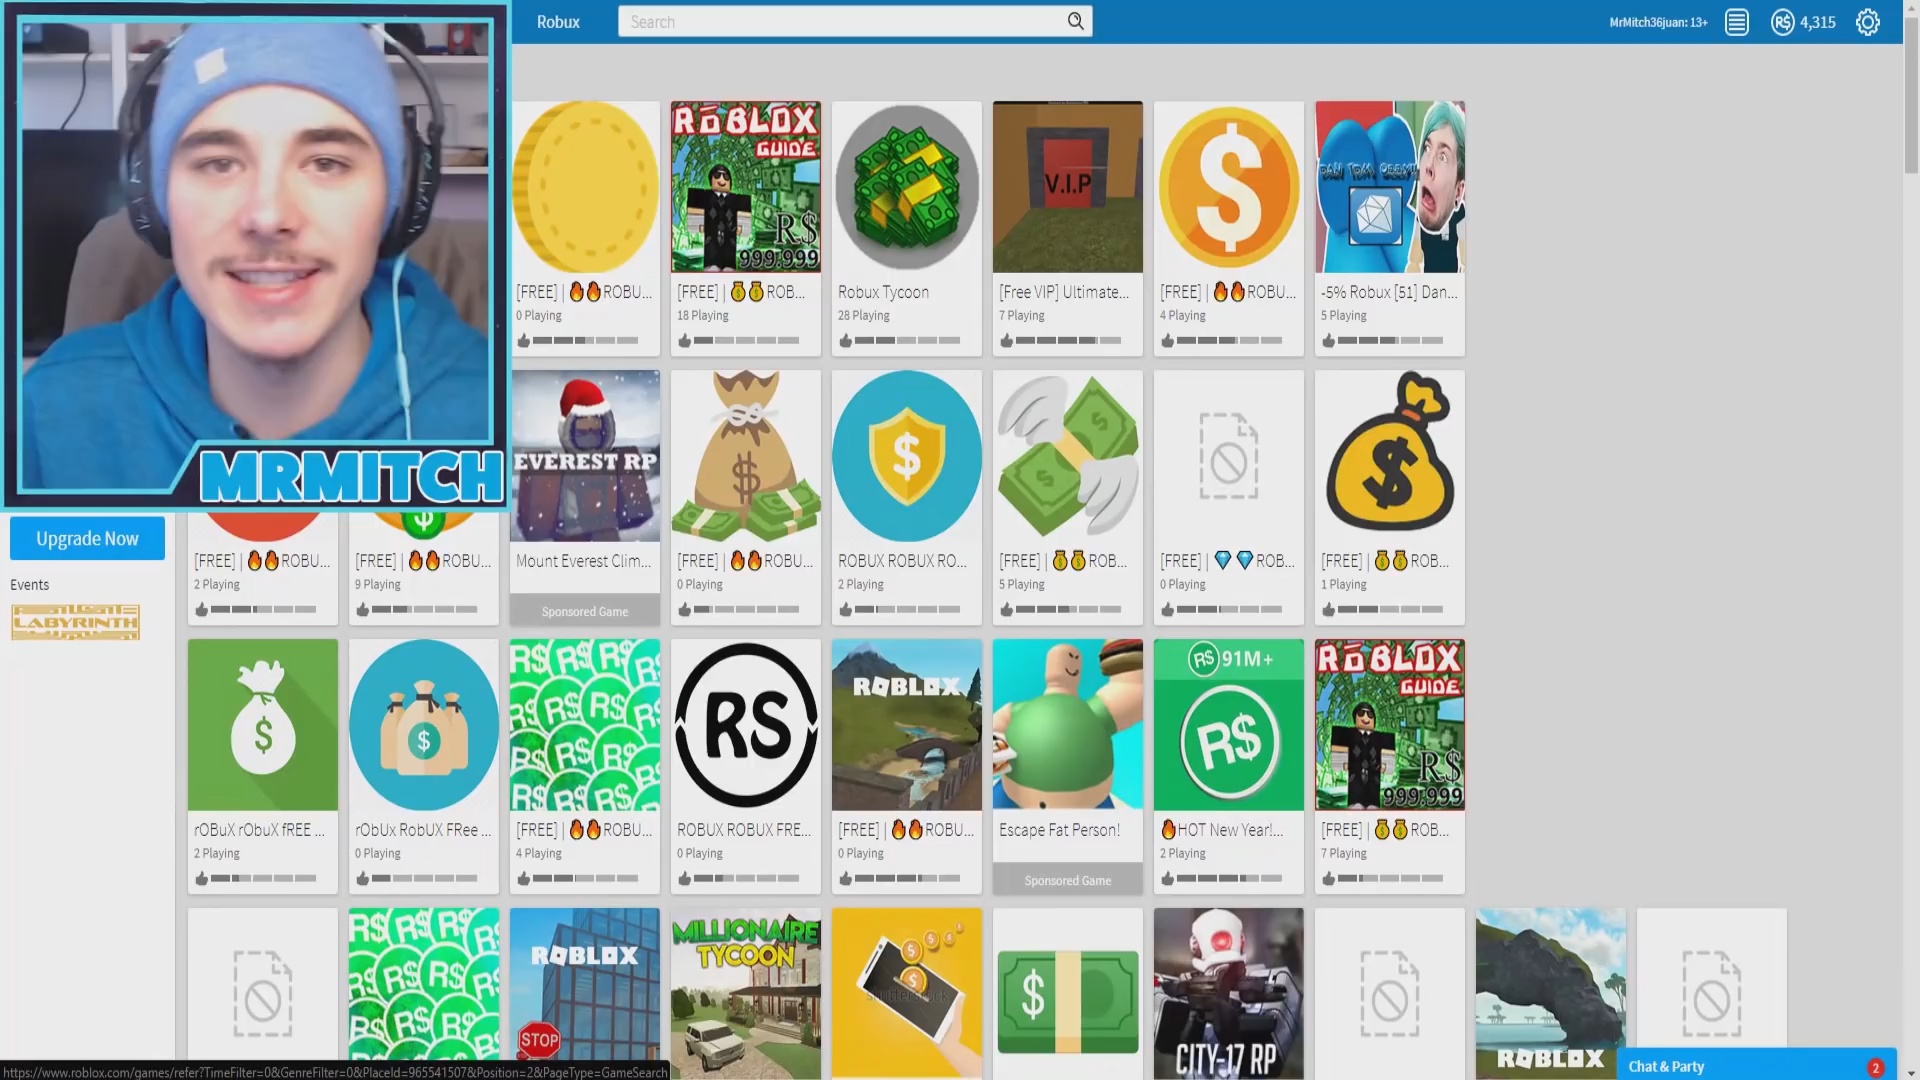 Robux
Search
MrMitch36juan: 13+
R$ 4,315
[FREE] | 🔥🔥ROBU...
0 Playing
ROBLOX
GUIDE
R$
999.999
[FREE] | 💰💰ROB...
18 Playing
Robux Tycoon
28 Playing
V.I.P
[Free VIP] Ultimate...
7 Playing
$
[FREE] | 🔥🔥ROBU...
4 Playing
-5% Robux [51] Dan...
5 Playing
MRMITCH
Upgrade Now
Events
LABYRINTH
[FREE] | 🔥🔥ROBU...
2 Playing
[FREE] | 🔥🔥ROBU...
9 Playing
EVEREST RP
Mount Everest Clim...
Sponsored Game
[FREE] | 🔥🔥ROBU...
0 Playing
ROBUX ROBUX RO...
2 Playing
[FREE] | 💰💰ROB...
5 Playing
[FREE] | 💎💎ROB...
0 Playing
[FREE] | 💰💰ROB...
1 Playing
rOBuX rObuX fREE ...
2 Playing
rObUx RobUX FRee ...
0 Playing
[FREE] | 🔥🔥ROBU...
4 Playing
RS
ROBUX ROBUX FRE...
0 Playing
ROBLOX
[FREE] | 🔥🔥ROBU...
0 Playing
Escape Fat Person!
Sponsored Game
R$ 91M+
R$
🔥HOT New Year!...
2 Playing
ROBLOX
GUIDE
R$
999.999
[FREE] | 💰💰ROB...
7 Playing
ROBLOX
STOP
MILLIONAIRE
TYCOON
shutterstock
$
CITY-17 RP
ROBLOX
Chat & Party
2
https://www.roblox.com/games/refer?TimeFilter=0&GenreFilter=0&PlaceId=965541507&Position=2&PageType=GameSearch